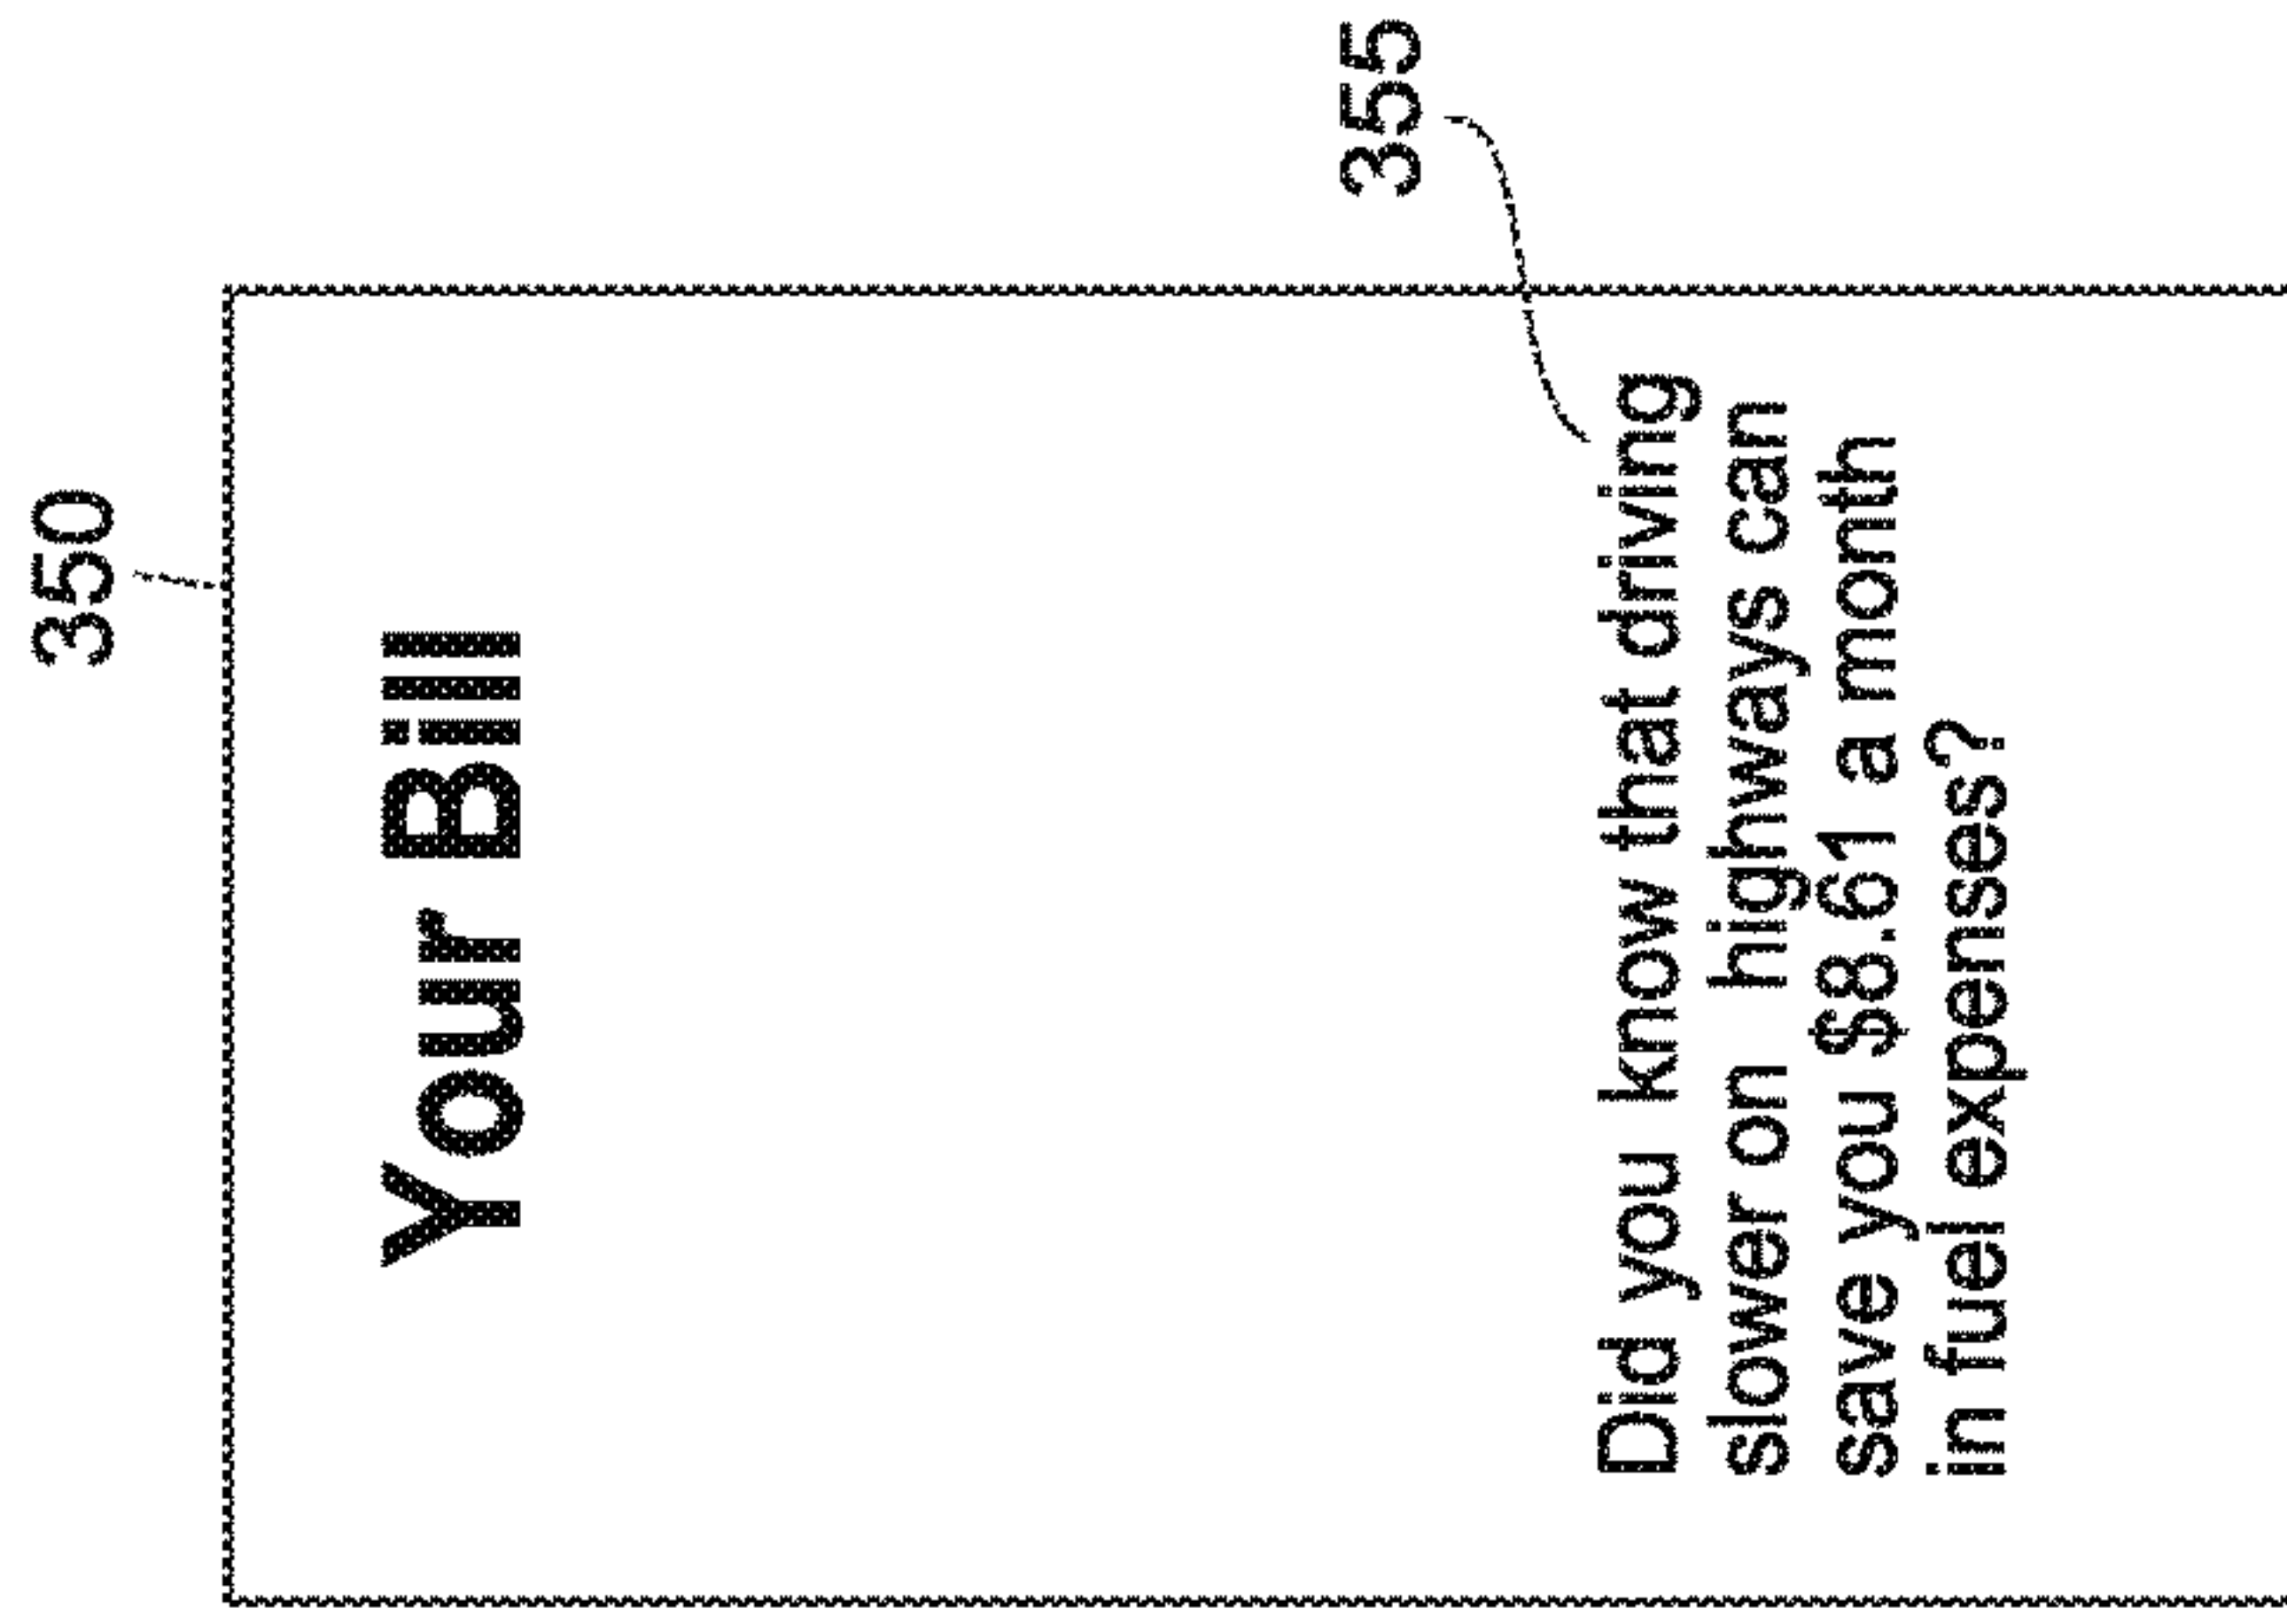 350
Your Bill
355
Did you know that driving
slower on highways can
save you $8.61 a month
in fuel expenses?